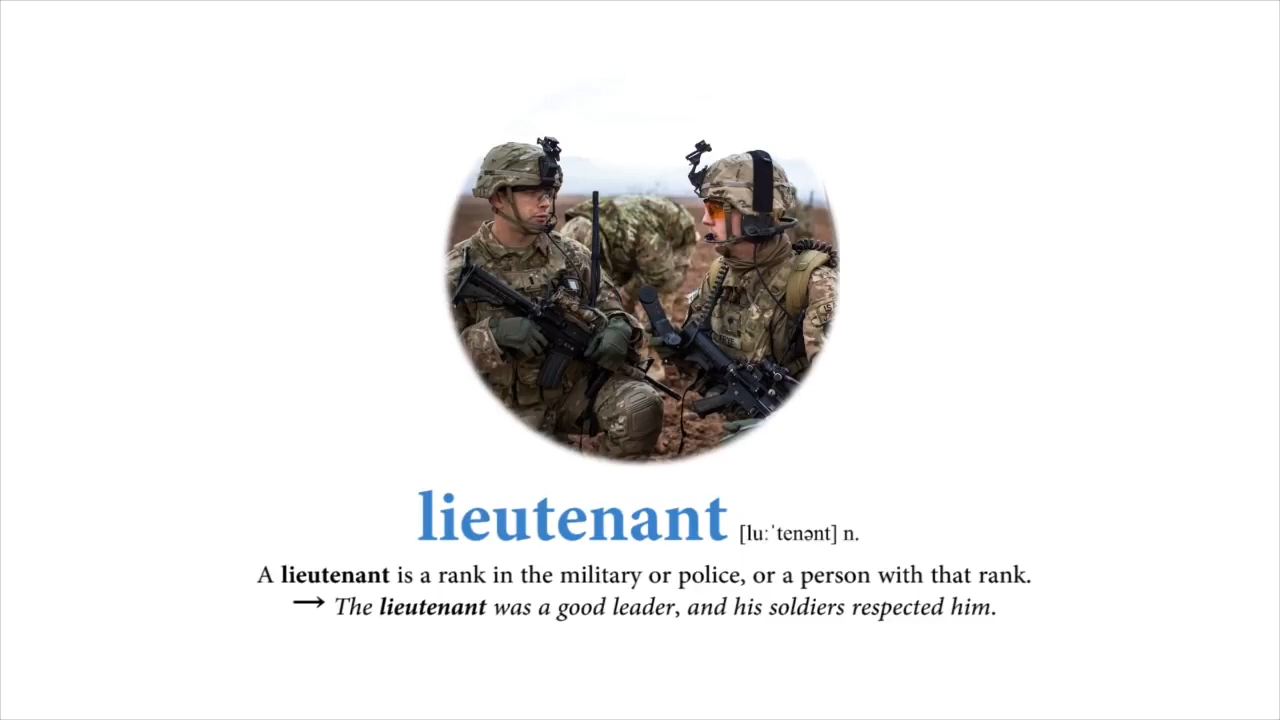 lieutenant [luːˈtenənt] n.
A lieutenant is a rank in the military or police, or a person with that rank.
→ The lieutenant was a good leader, and his soldiers respected him.